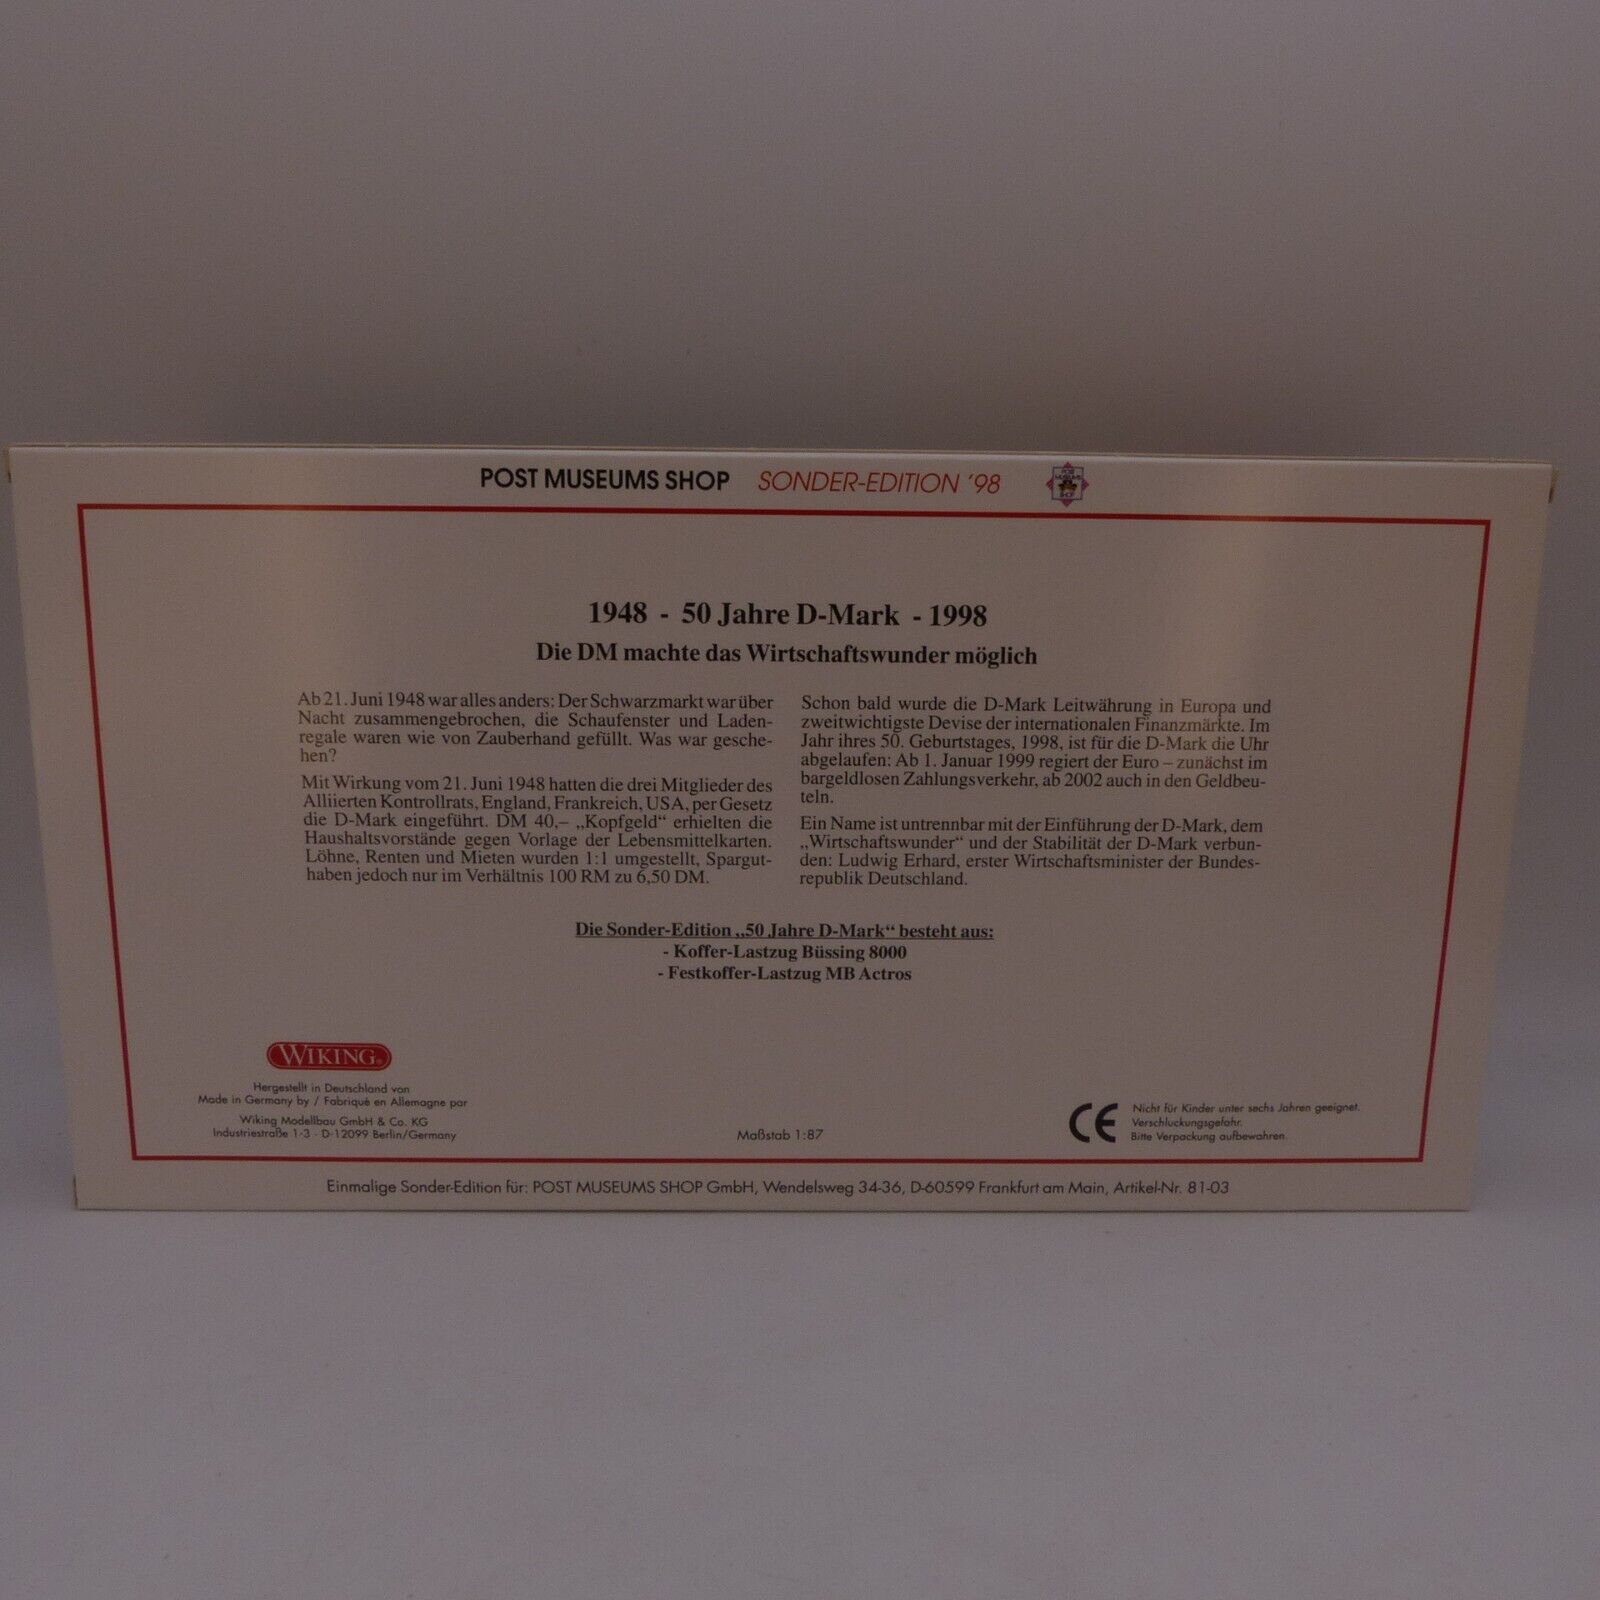 POST MUSEUMS SHOP SONDER-EDITION '98
POST
MUSEUMS
SHOP
1948 - 50 Jahre D-Mark - 1998
Die DM machte das Wirtschaftswunder möglich
Ab 21. Juni 1948 war alles anders: Der Schwarzmarkt war über
Nacht zusammengebrochen, die Schaufenster und Laden-
regale waren wie von Zauberhand gefüllt. Was war gesche-
hen?
Mit Wirkung vom 21. Juni 1948 hatten die drei Mitglieder des
Alliierten Kontrollrats, England, Frankreich, USA, per Gesetz
die D-Mark eingeführt. DM 40,– „Kopfgeld“ erhielten die
Haushaltsvorstände gegen Vorlage der Lebensmittelkarten.
Löhne, Renten und Mieten wurden 1:1 umgestellt, Spargut-
haben jedoch nur im Verhältnis 100 RM zu 6,50 DM.
Schon bald wurde die D-Mark Leitwährung in Europa und
zweitwichtigste Devise der internationalen Finanzmärkte. Im
Jahr ihres 50. Geburtstages, 1998, ist für die D-Mark die Uhr
abgelaufen: Ab 1. Januar 1999 regiert der Euro – zunächst im
bargeldlosen Zahlungsverkehr, ab 2002 auch in den Geldbeu-
teln.
Ein Name ist untrennbar mit der Einführung der D-Mark, dem
„Wirtschaftswunder“ und der Stabilität der D-Mark verbun-
den: Ludwig Erhard, erster Wirtschaftsminister der Bundes-
republik Deutschland.
Die Sonder-Edition „50 Jahre D-Mark“ besteht aus:
- Koffer-Lastzug Büssing 8000
- Festkoffer-Lastzug MB Actros
WIKING®
Hergestellt in Deutschland von
Made in Germany by / Fabriqué en Allemagne par
Wiking Modellbau GmbH & Co. KG
Industriestraße 1-3 · D-12099 Berlin/Germany
Maßstab 1:87
CE
Nicht für Kinder unter sechs Jahren geeignet.
Verschluckungsgefahr.
Bitte Verpackung aufbewahren.
Einmalige Sonder-Edition für: POST MUSEUMS SHOP GmbH, Wendelsweg 34-36, D-60599 Frankfurt am Main, Artikel-Nr. 81-03